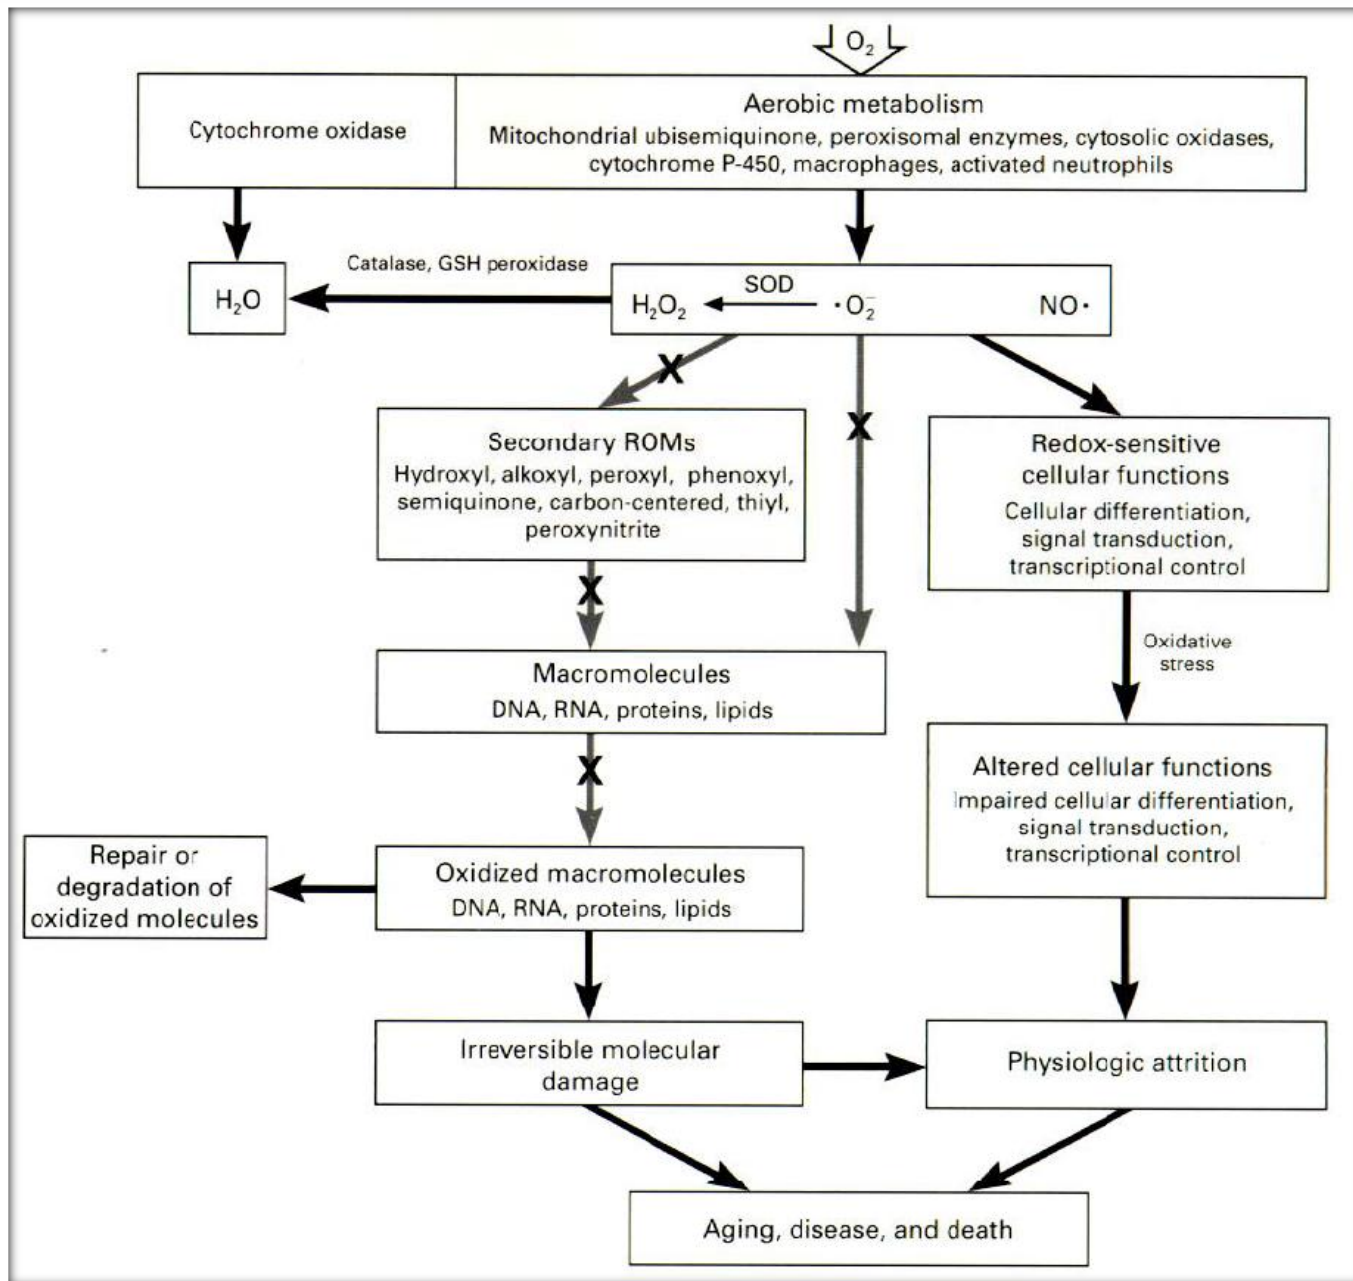 O₂
Cytochrome oxidase
Aerobic metabolism
Mitochondrial ubisemiquinone, peroxisomal enzymes, cytosolic oxidases,
cytochrome P-450, macrophages, activated neutrophils
Catalase, GSH peroxidase
H₂O
H₂O₂
SOD
·O₂⁻
NO·
X
X
Secondary ROMs
Hydroxyl, alkoxyl, peroxyl, phenoxyl,
semiquinone, carbon-centered, thiyl,
peroxynitrite
Redox-sensitive
cellular functions
Cellular differentiation,
signal transduction,
transcriptional control
X
Oxidative
stress
Macromolecules
DNA, RNA, proteins, lipids
X
Altered cellular functions
Impaired cellular differentiation,
signal transduction,
transcriptional control
Repair or
degradation of
oxidized molecules
Oxidized macromolecules
DNA, RNA, proteins, lipids
Irreversible molecular
damage
Physiologic attrition
Aging, disease, and death